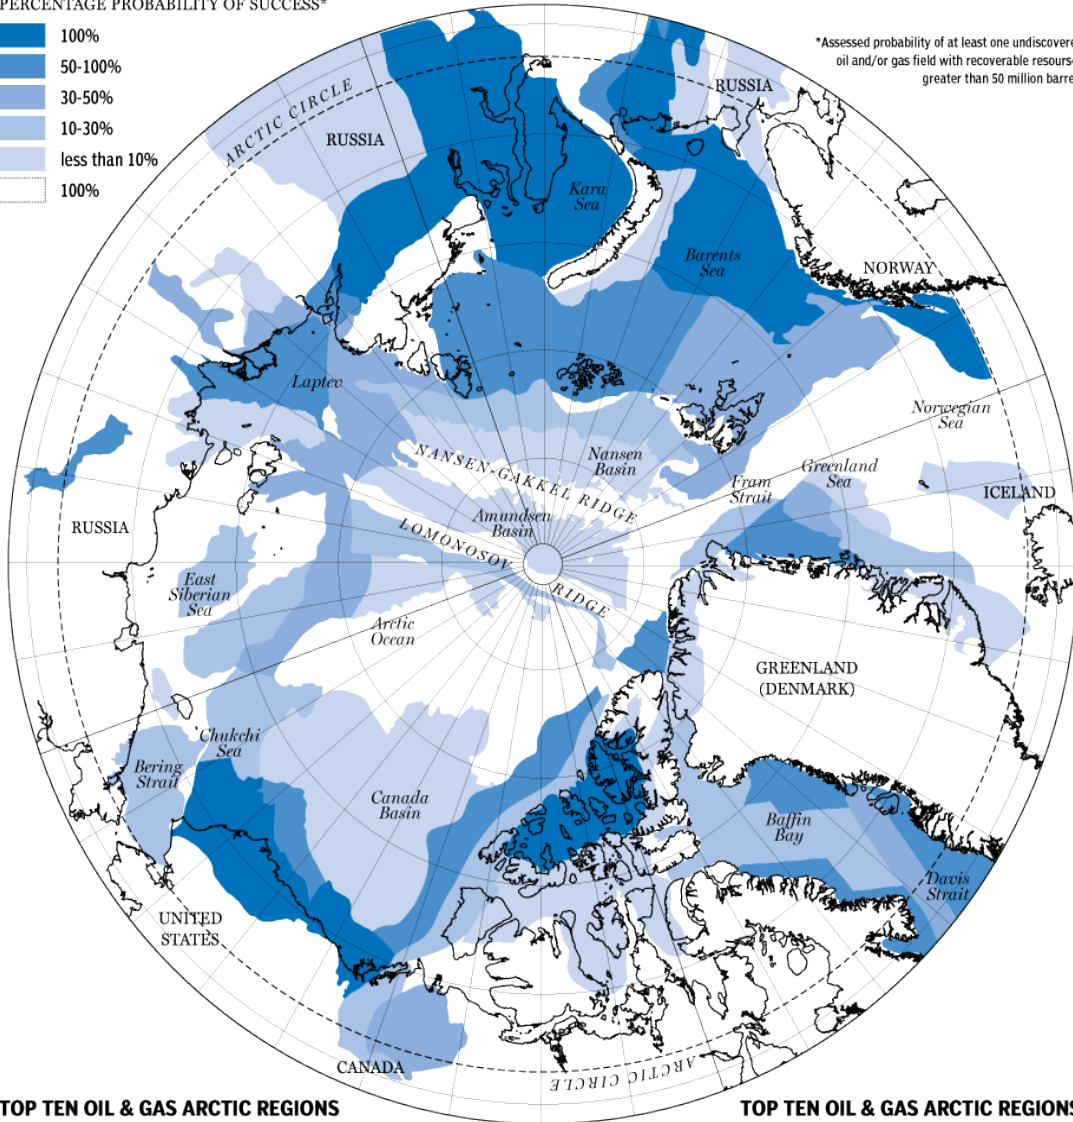 PERCENTAGE PROBABILITY OF SUCCESS*
100%
50-100%
30-50%
10-30%
less than 10%
100%
*Assessed probability of at least one undiscovere
oil and/or gas field with recoverable resourse
greater than 50 million barre
ARCTIC CIRCLE
RUSSIA
RUSSIA
Kara
Sea
Barents
Sea
NORWAY
Laptev
Norwegian
Sea
NANSEN-GAKKEL RIDGE
Nansen
Basin
Fram
Strait
Greenland
Sea
ICELAND
RUSSIA
Amundsen
Basin
LOMONOSOV
RIDGE
East
Siberian
Sea
Arctic
Ocean
GREENLAND
(DENMARK)
Chukchi
Sea
Bering
Strait
Canada
Basin
Baffin
Bay
Davis
Strait
UNITED
STATES
CANADA
ARCTIC CIRCLE
TOP TEN OIL & GAS ARCTIC REGIONS
TOP TEN OIL & GAS ARCTIC REGIONS